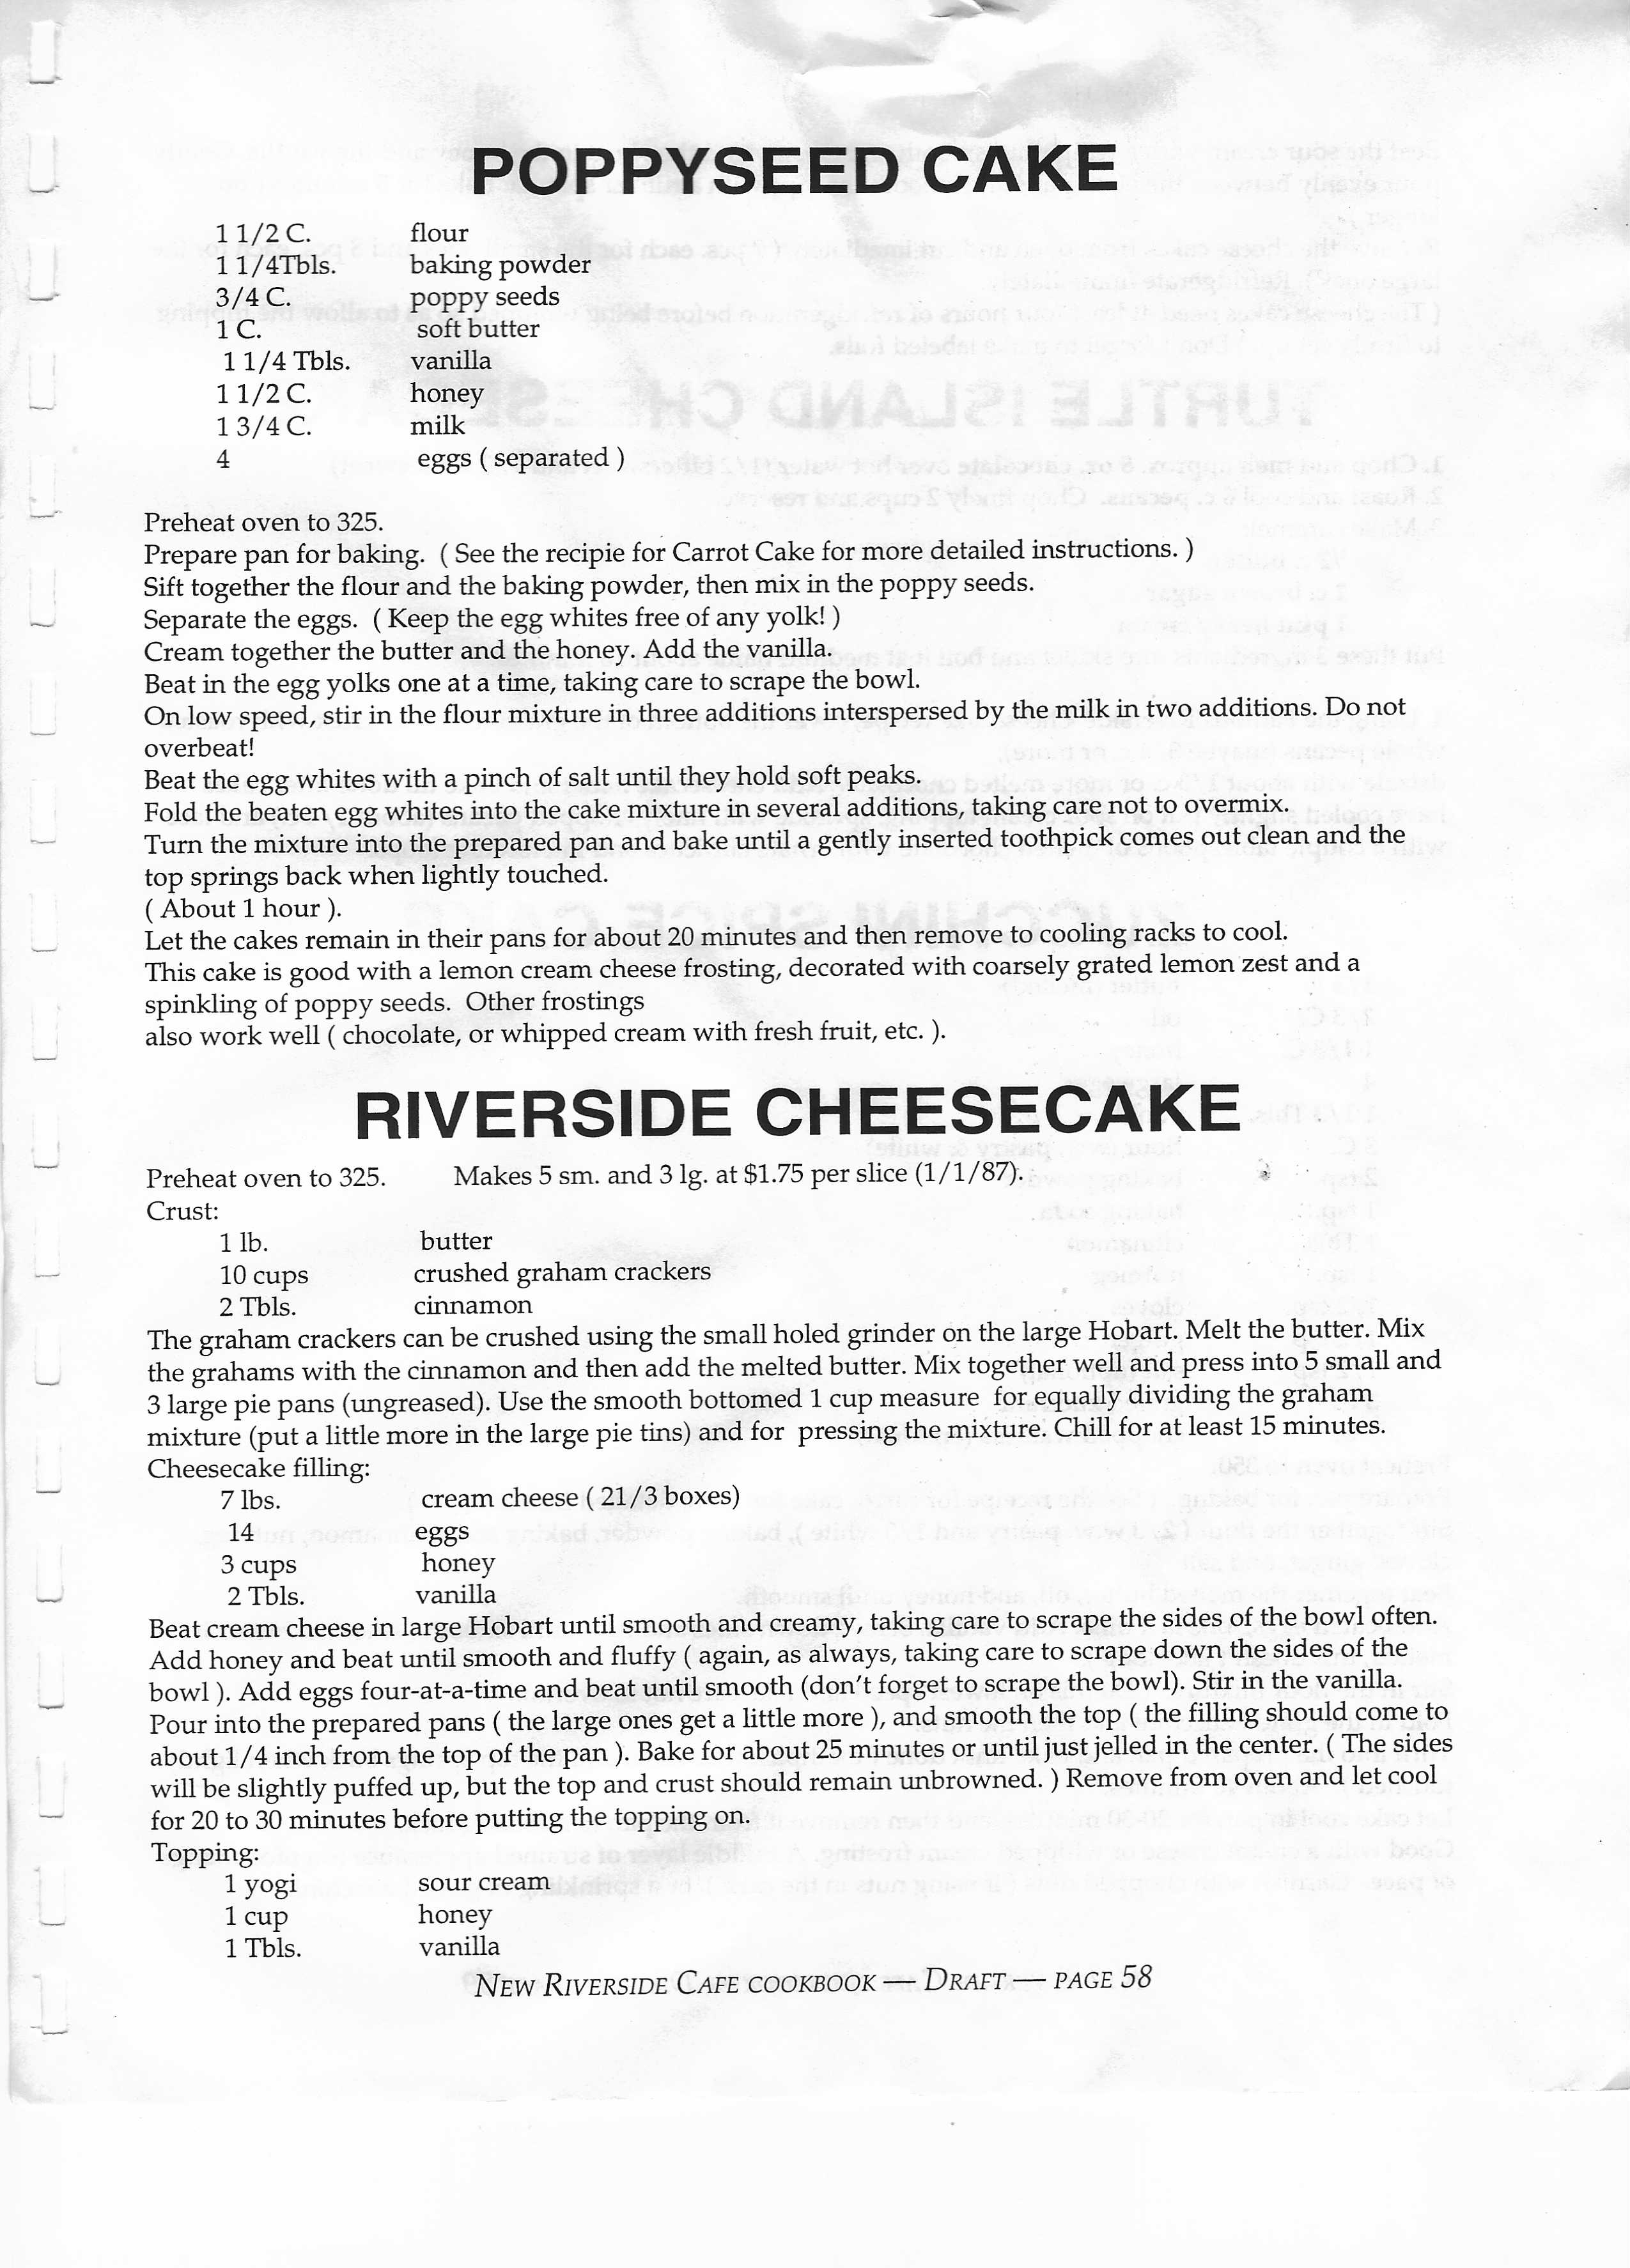 POPPYSEED CAKE
1 1/2 C. flour
1 1/4Tbls. baking powder
3/4 C. poppy seeds
1 C. soft butter
1 1/4 Tbls. vanilla
1 1/2 C. honey
1 3/4 C. milk
4 eggs ( separated )
Preheat oven to 325.
Prepare pan for baking. ( See the recipie for Carrot Cake for more detailed instructions. )
Sift together the flour and the baking powder, then mix in the poppy seeds.
Separate the eggs. ( Keep the egg whites free of any yolk! )
Cream together the butter and the honey. Add the vanilla.
Beat in the egg yolks one at a time, taking care to scrape the bowl.
On low speed, stir in the flour mixture in three additions interspersed by the milk in two additions. Do not
overbeat!
Beat the egg whites with a pinch of salt until they hold soft peaks.
Fold the beaten egg whites into the cake mixture in several additions, taking care not to overmix.
Turn the mixture into the prepared pan and bake until a gently inserted toothpick comes out clean and the
top springs back when lightly touched.
( About 1 hour ).
Let the cakes remain in their pans for about 20 minutes and then remove to cooling racks to cool.
This cake is good with a lemon cream cheese frosting, decorated with coarsely grated lemon zest and a
spinkling of poppy seeds. Other frostings
also work well ( chocolate, or whipped cream with fresh fruit, etc. ).
RIVERSIDE CHEESECAKE
Preheat oven to 325. Makes 5 sm. and 3 lg. at $1.75 per slice (1/1/87).
Crust:
1 lb. butter
10 cups crushed graham crackers
2 Tbls. cinnamon
The graham crackers can be crushed using the small holed grinder on the large Hobart. Melt the butter. Mix
the grahams with the cinnamon and then add the melted butter. Mix together well and press into 5 small and
3 large pie pans (ungreased). Use the smooth bottomed 1 cup measure for equally dividing the graham
mixture (put a little more in the large pie tins) and for pressing the mixture. Chill for at least 15 minutes.
Cheesecake filling:
7 lbs. cream cheese ( 21/3 boxes)
14 eggs
3 cups honey
2 Tbls. vanilla
Beat cream cheese in large Hobart until smooth and creamy, taking care to scrape the sides of the bowl often.
Add honey and beat until smooth and fluffy ( again, as always, taking care to scrape down the sides of the
bowl ). Add eggs four-at-a-time and beat until smooth (don't forget to scrape the bowl). Stir in the vanilla.
Pour into the prepared pans ( the large ones get a little more ), and smooth the top ( the filling should come to
about 1/4 inch from the top of the pan ). Bake for about 25 minutes or until just jelled in the center. ( The sides
will be slightly puffed up, but the top and crust should remain unbrowned. ) Remove from oven and let cool
for 20 to 30 minutes before putting the topping on.
Topping:
1 yogi sour cream
1 cup honey
1 Tbls. vanilla
NEW RIVERSIDE CAFE COOKBOOK — DRAFT — PAGE 58